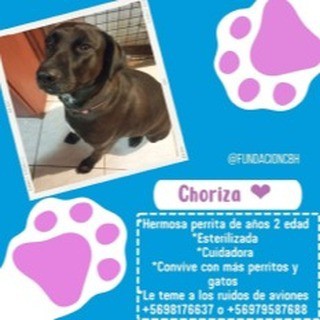 @FUNDACIONCBH
Choriza ❤
*Hermosa perrita de años 2 edad
*Esterilizada
*Cuidadora
*Convive con más perritos y
gatos
*Le teme a los ruidos de aviones
+5698176637 o +56979587688